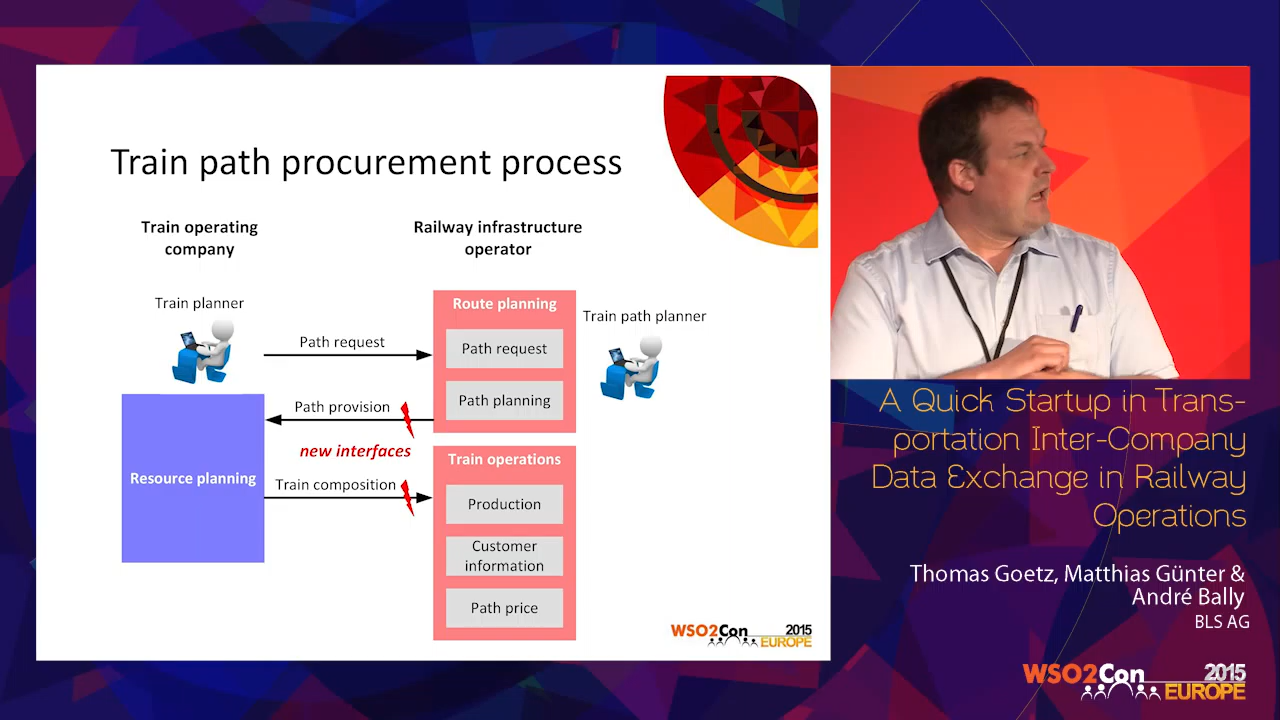 Train path procurement process
Train operating
company
Railway infrastructure
operator
Train planner
Route planning
Train path planner
Path request
Path request
Path planning
Path provision
new interfaces
Resource planning
Train operations
Train composition
Production
Customer
information
Path price
WSO2Con 2015
EUROPE
A Quick Startup in Trans-
portation Inter-Company
Data Exchange in Railway
Operations
Thomas Goetz, Matthias Günter &
André Bally
BLS AG
WSO2Con 2015
EUROPE